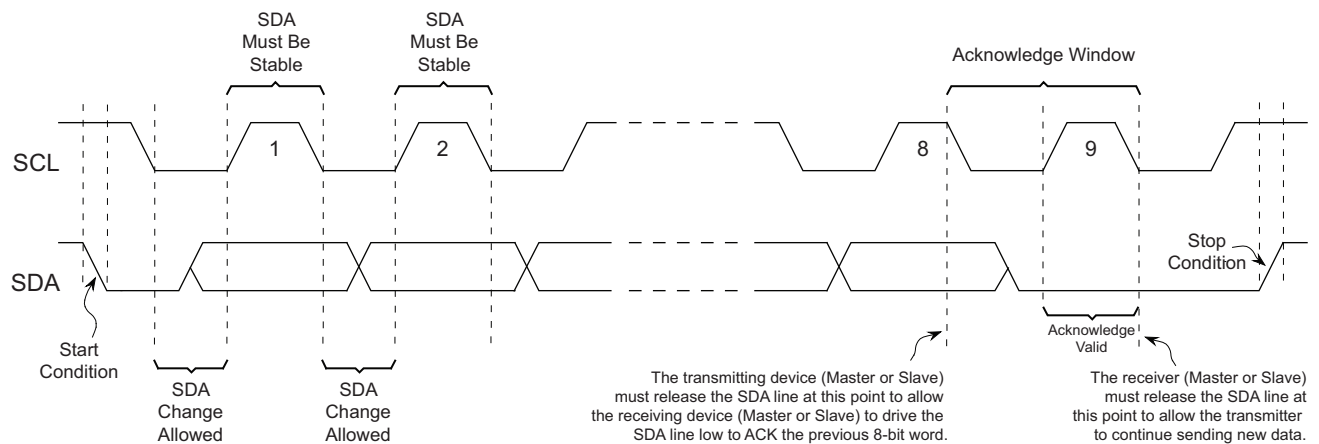 SDA
Must Be
Stable
SDA
Must Be
Stable
Acknowledge Window
SCL
1
2
8
9
SDA
Stop
Condition
Start
Condition
Acknowledge
Valid
SDA
Change
Allowed
SDA
Change
Allowed
The transmitting device (Master or Slave)
must release the SDA line at this point to allow
the receiving device (Master or Slave) to drive the
SDA line low to ACK the previous 8-bit word.
The receiver (Master or Slave)
must release the SDA line at
this point to allow the transmitter
to continue sending new data.